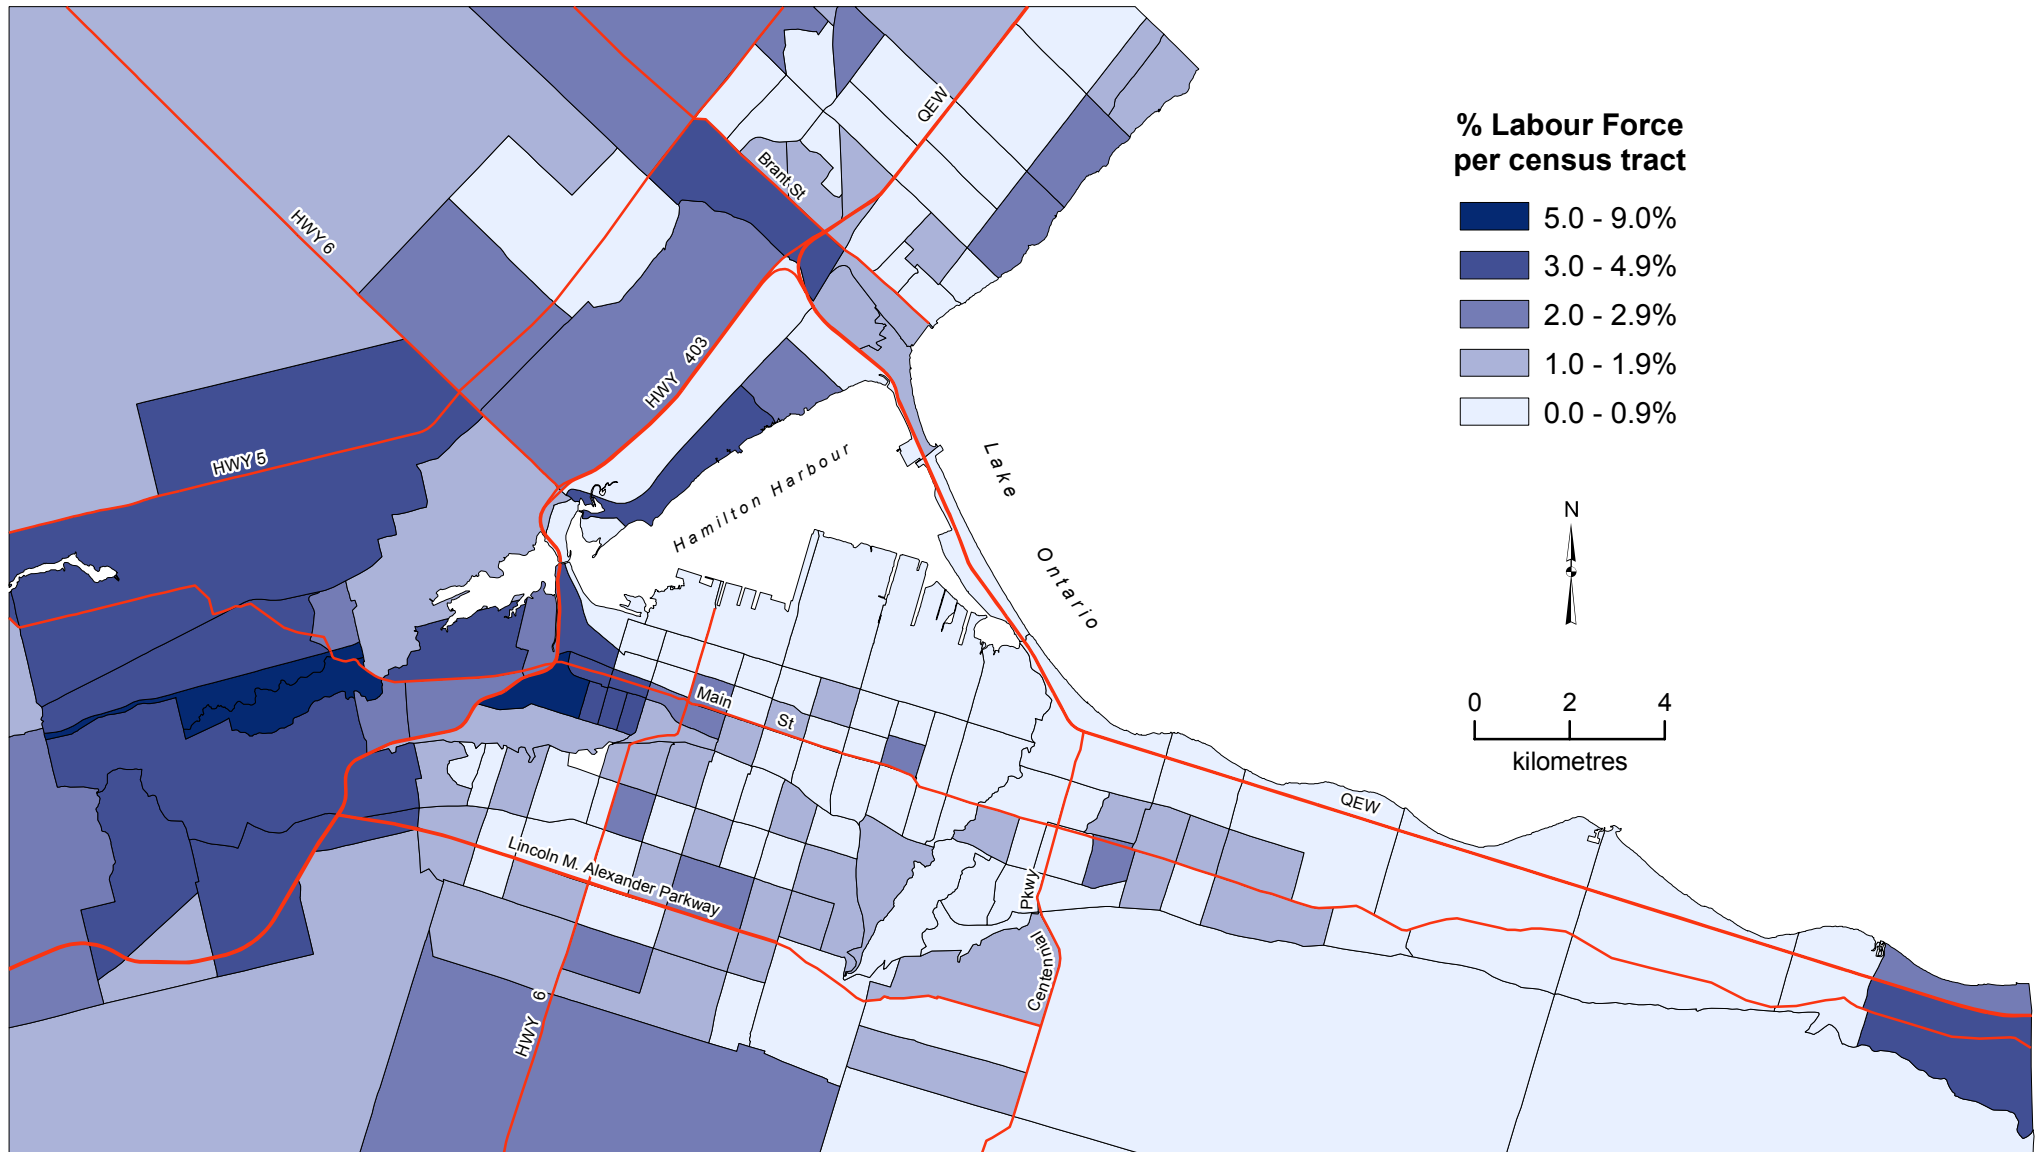 QEW
% Labour Force
per census tract
5.0 - 9.0%
3.0 - 4.9%
2.0 - 2.9%
1.0 - 1.9%
0.0 - 0.9%
Brant St
HWY 6
HWY 403
HWY 5
Hamilton Harbour
Lake Ontario
N
0 2 4
kilometres
Main St
QEW
Lincoln M. Alexander Parkway
Centennial Pkwy
HWY 6